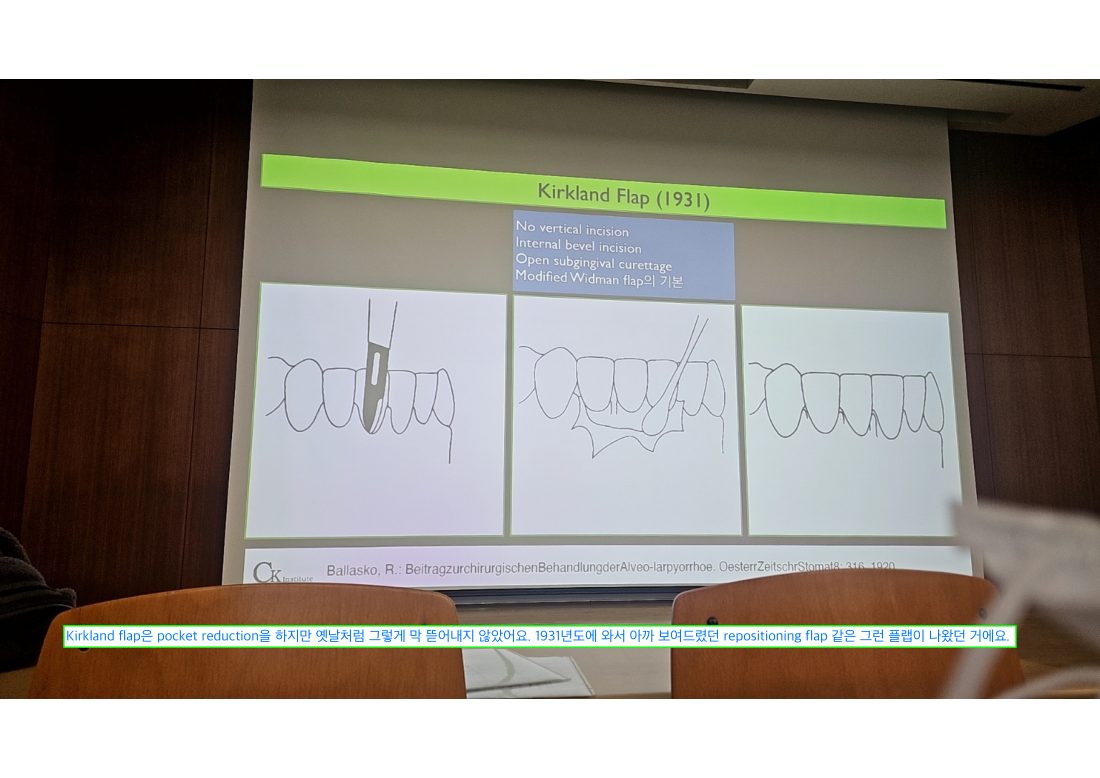 Kirkland Flap (1931)
No vertical incision
Internal bevel incision
Open subgingival curettage
Modified Widman flap의 기본
CK Institute
Ballasko, R.: BeitragzurchirurgischenBehandlungderAlveo-larpyorrhoe. OesterrZeitschrStomat8: 316, 1920
Kirkland flap은 pocket reduction을 하지만 옛날처럼 그렇게 막 뜯어내지 않았어요. 1931년도에 와서 아까 보여드렸던 repositioning flap 같은 그런 플랩이 나왔던 거에요.